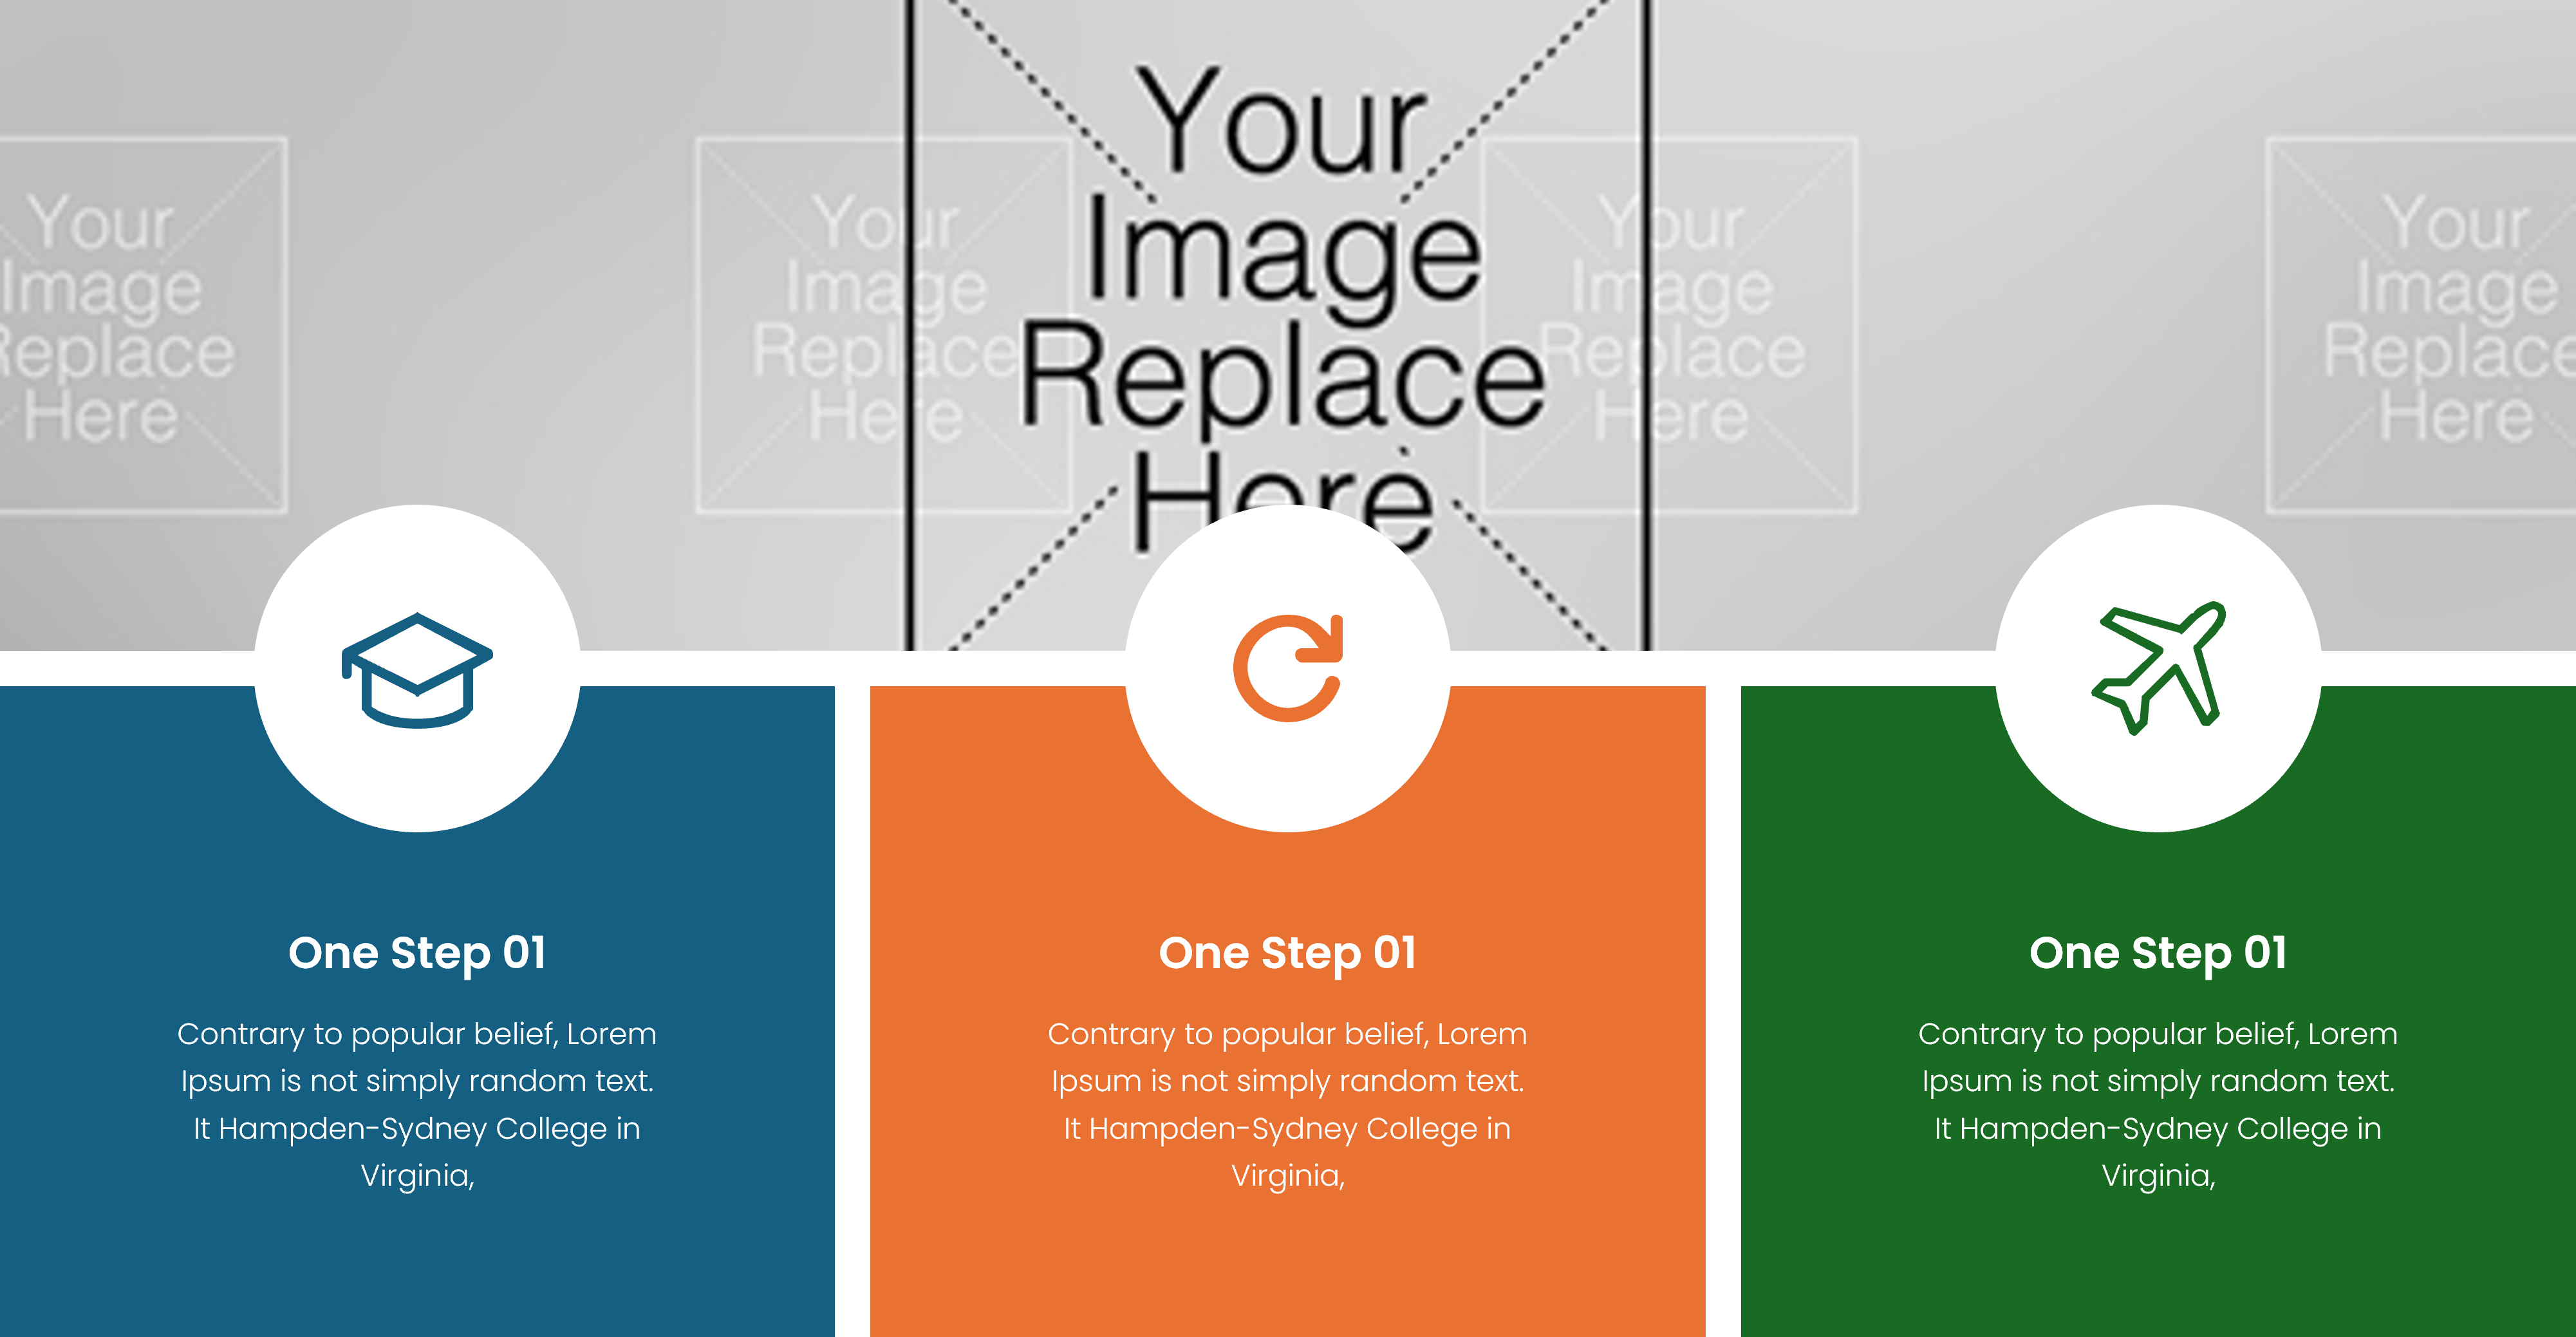 Your
Image
Replace
Here
Your
Image
Replace
Here
Your
Image
Replace
Here
Your
Image
Replace
Here
Your
Image
Replace
Here
One Step 01
Contrary to popular belief, Lorem
Ipsum is not simply random text.
It Hampden-Sydney College in
Virginia,
One Step 01
Contrary to popular belief, Lorem
Ipsum is not simply random text.
It Hampden-Sydney College in
Virginia,
One Step 01
Contrary to popular belief, Lorem
Ipsum is not simply random text.
It Hampden-Sydney College in
Virginia,